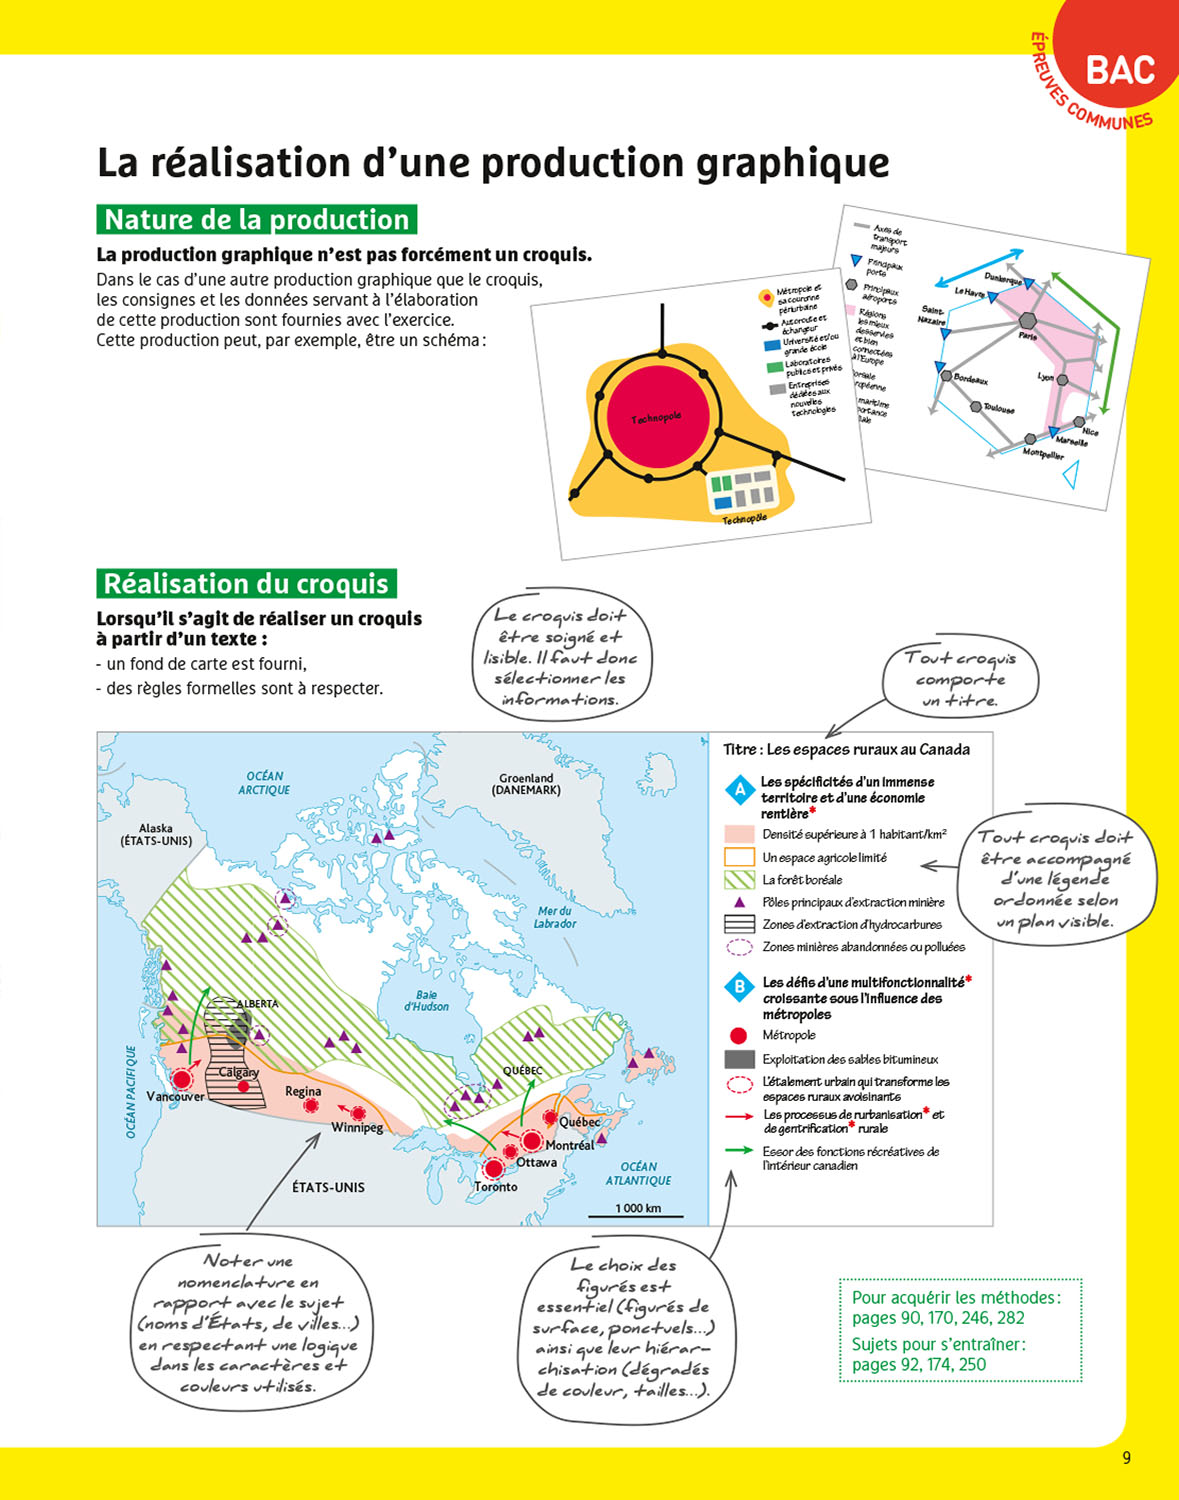 BAC
ÉPREUVES COMMUNES
La réalisation d'une production graphique
Nature de la production
La production graphique n'est pas forcément un croquis.
Dans le cas d'une autre production graphique que le croquis,
les consignes et les données servant à l'élaboration
de cette production sont fournies avec l'exercice.
Cette production peut, par exemple, être un schéma :
Technopole
Technopôle
Métropole et
sa couronne
périurbaine
Autoroute et
échangeur
Université et/ou
grande école
Laboratoires
publics et privés
Entreprises
dédiées aux
nouvelles
technologies
Axes de
transport
majeurs
Principaux
ports
Principaux
aéroports
Régions
les mieux
desservies
et bien
connectées
à l'Europe
Dunkerque
Le Havre
Saint-
Nazaire
Paris
Lyon
Bordeaux
Toulouse
Nice
Marseille
Montpellier
Réalisation du croquis
Lorsqu'il s'agit de réaliser un croquis
à partir d'un texte :
- un fond de carte est fourni,
- des règles formelles sont à respecter.
Le croquis doit
être soigné et
lisible. Il faut donc
sélectionner les
informations.
Tout croquis
comporte
un titre.
OCÉAN
ARCTIQUE
Groenland
(DANEMARK)
Alaska
(ÉTATS-UNIS)
Mer du
Labrador
Baie
d'Hudson
ALBERTA
QUÉBEC
OCÉAN PACIFIQUE
Vancouver
Calgary
Regina
Winnipeg
Québec
Montréal
Ottawa
Toronto
ÉTATS-UNIS
OCÉAN
ATLANTIQUE
1 000 km
Titre : Les espaces ruraux au Canada
A
Les spécificités d'un immense
territoire et d'une économie
rentière*
Densité supérieure à 1 habitant/km²
Un espace agricole limité
La forêt boréale
Pôles principaux d'extraction minière
Zones d'extraction d'hydrocarbures
Zones minières abandonnées ou polluées
B
Les défis d'une multifonctionnalité*
croissante sous l'influence des
métropoles
Métropole
Exploitation des sables bitumineux
L'étalement urbain qui transforme les
espaces ruraux avoisinants
Les processus de rurbanisation* et
de gentrification* rurale
Essor des fonctions récréatives de
l'intérieur canadien
Tout croquis doit
être accompagné
d'une légende
ordonnée selon
un plan visible.
Noter une
nomenclature en
rapport avec le sujet
(noms d'États, de villes...)
en respectant une logique
dans les caractères et
couleurs utilisés.
Le choix des
figurés est
essentiel (figurés de
surface, ponctuels...)
ainsi que leur hiérar-
chisation (dégradés
de couleur, tailles...).
Pour acquérir les méthodes :
pages 90, 170, 246, 282
Sujets pour s'entraîner :
pages 92, 174, 250
9